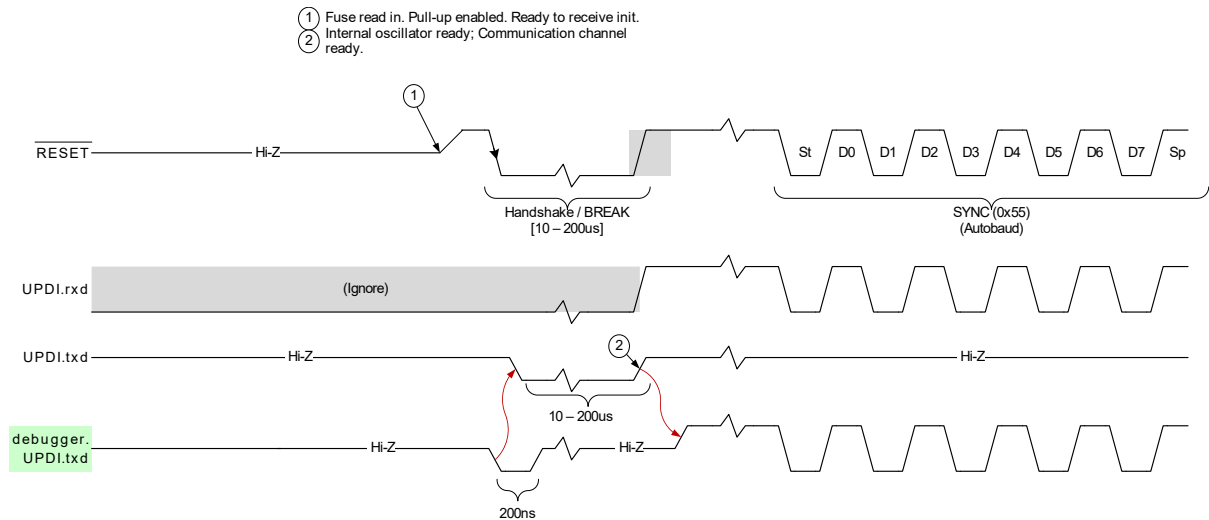 1 Fuse read in. Pull-up enabled. Ready to receive init.
2 Internal oscillator ready; Communication channel
ready.
1
RESET Hi-Z St D0 D1 D2 D3 D4 D5 D6 D7 Sp
Handshake / BREAK
[10 – 200us]
SYNC (0x55)
(Autobaud)
UPDI.rxd (Ignore)
2
UPDI.txd Hi-Z Hi-Z
10 – 200us
debugger.
UPDI.txd Hi-Z Hi-Z
200ns